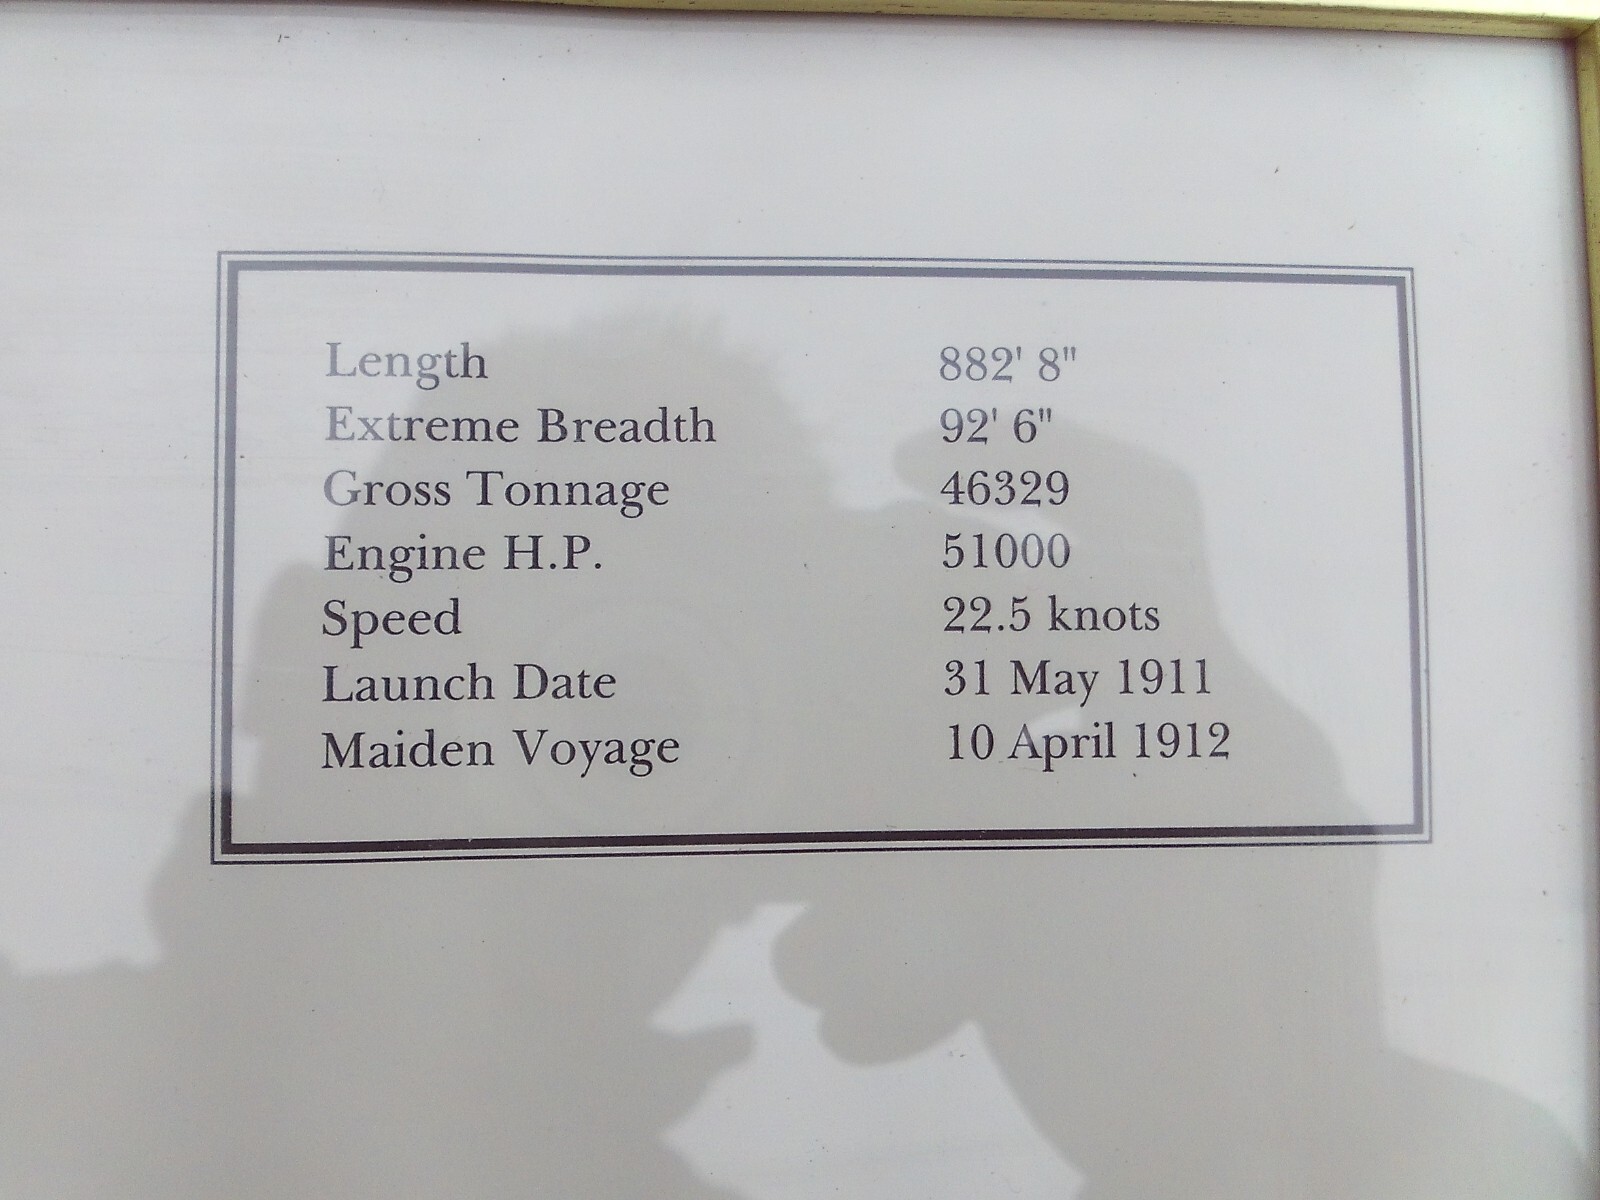 Length 882' 8"
Extreme Breadth 92' 6"
Gross Tonnage 46329
Engine H.P. 51000
Speed 22.5 knots
Launch Date 31 May 1911
Maiden Voyage 10 April 1912